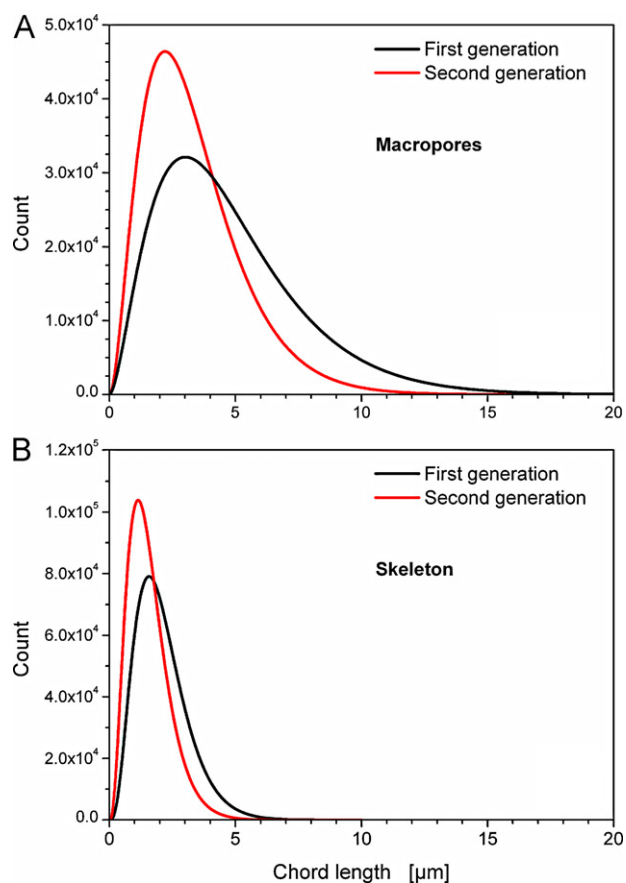 A
5.0x10⁴
4.0x10⁴
3.0x10⁴
2.0x10⁴
1.0x10⁴
0.0
Count
First generation
Second generation
Macropores
0 5 10 15 20
B
1.2x10⁵
1.0x10⁵
8.0x10⁴
6.0x10⁴
4.0x10⁴
2.0x10⁴
0.0
Count
First generation
Second generation
Skeleton
0 5 10 15 20
Chord length [µm]